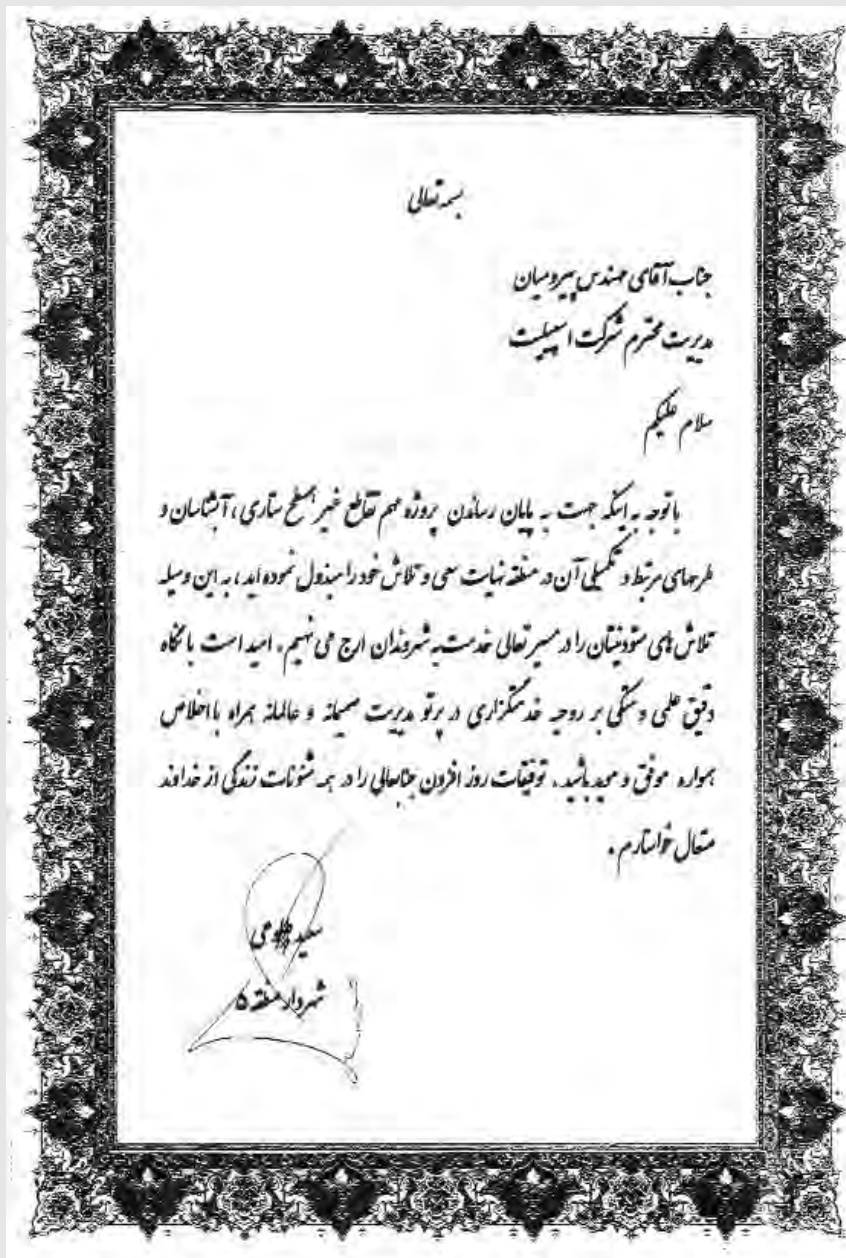 بسمه تعالی
جناب آقای مهندس پیرومیان
مدیریت محترم شرکت اسپلیت
سلام علیکم
با توجه به اینکه جهت به پایان رساندن پروژه مهم تقاطع غیر همسطح ستاری، آبشناسان و
طرحهای مرتبط و تکمیلی آن در منطقه نهایت سعی و تلاش خود را مبذول نموده اید، به این وسیله
تلاش های ستودنیتان را در مسیر تعالی خدمت به شهروندان ارج می نهیم. امید است با نگاه
دقیق علمی و متکی بر روحیه خدمتگزاری در پرتو مدیریت صمیمانه و عالمانه همراه با اخلاص
همواره موفق و موید باشید. توفیقات روز افزون جنابعالی را در همه شئونات زندگی از خداوند
متعال خواستارم.
سعید
شهردار منطقه ۵